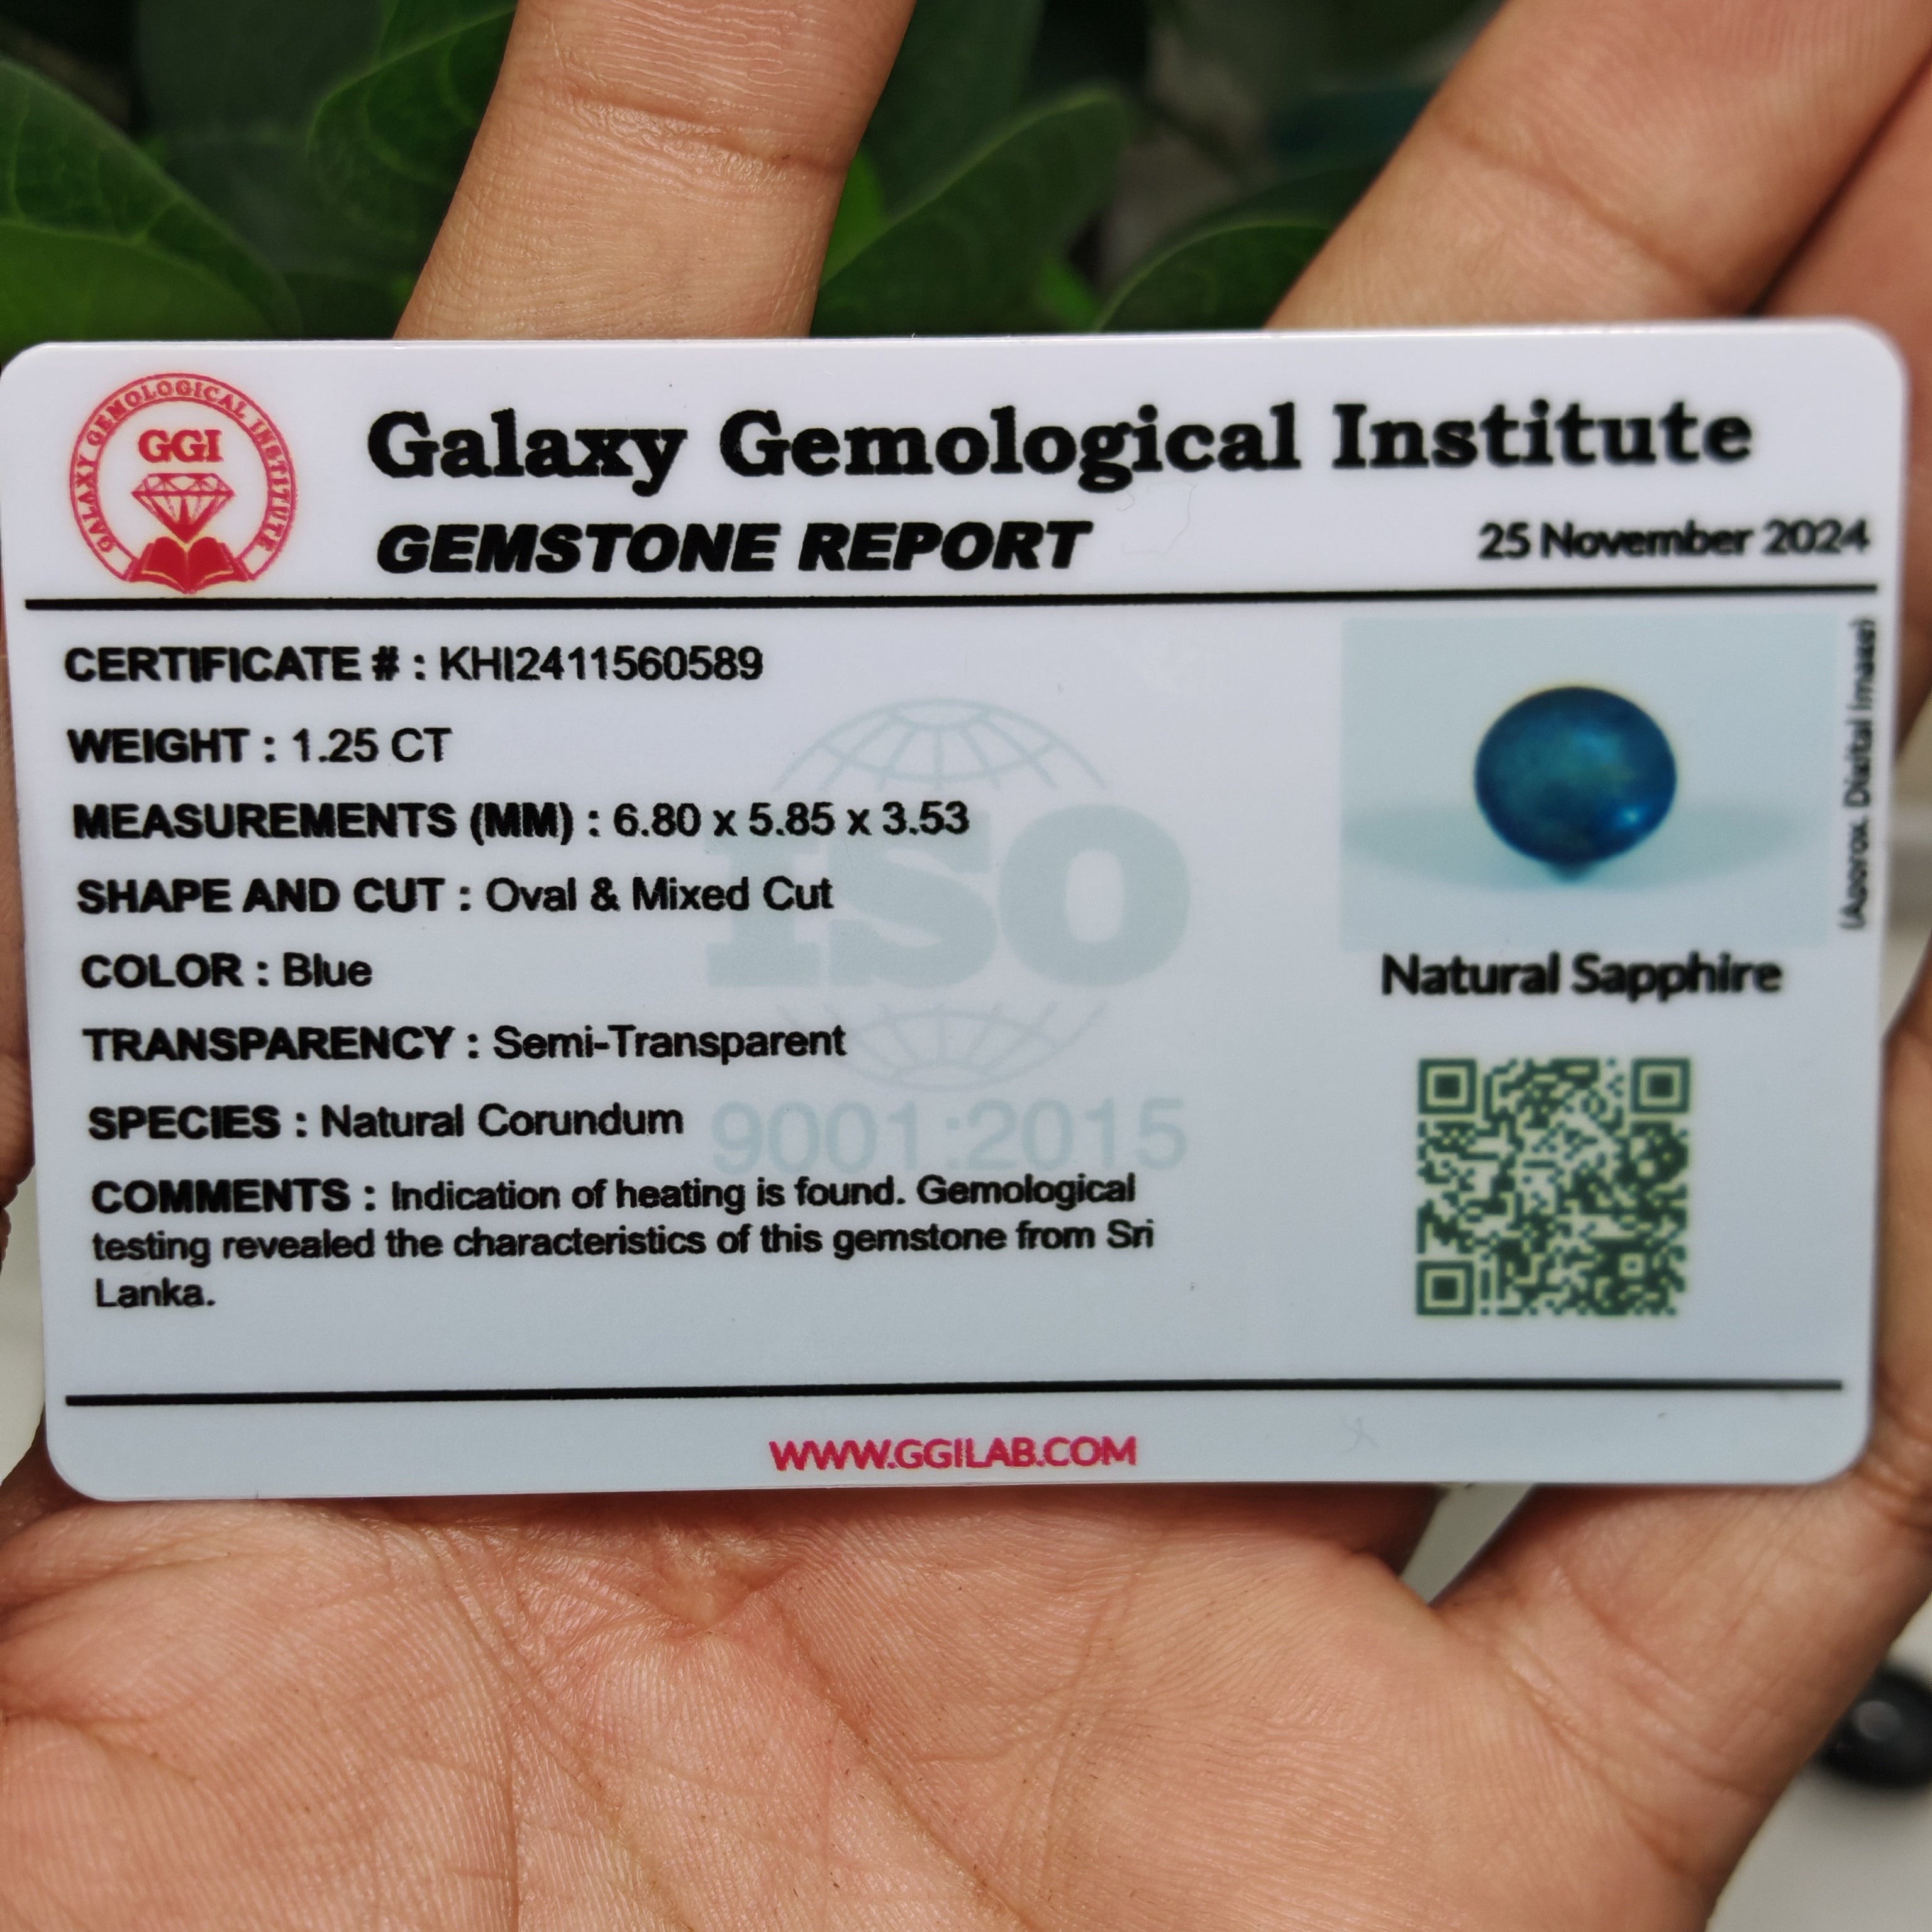 GALAXY GEMOLOGICAL INSTITUTE
GGI
Galaxy Gemological Institute
GEMSTONE REPORT
25 November 2024
CERTIFICATE # : KHI2411560589
WEIGHT : 1.25 CT
MEASUREMENTS (MM) : 6.80 x 5.85 x 3.53
SHAPE AND CUT : Oval & Mixed Cut
COLOR : Blue
TRANSPARENCY : Semi-Transparent
SPECIES : Natural Corundum
COMMENTS : Indication of heating is found. Gemological
testing revealed the characteristics of this gemstone from Sri
Lanka.
ISO
9001:2015
(Approx. Digital Image)
Natural Sapphire
WWW.GGILAB.COM